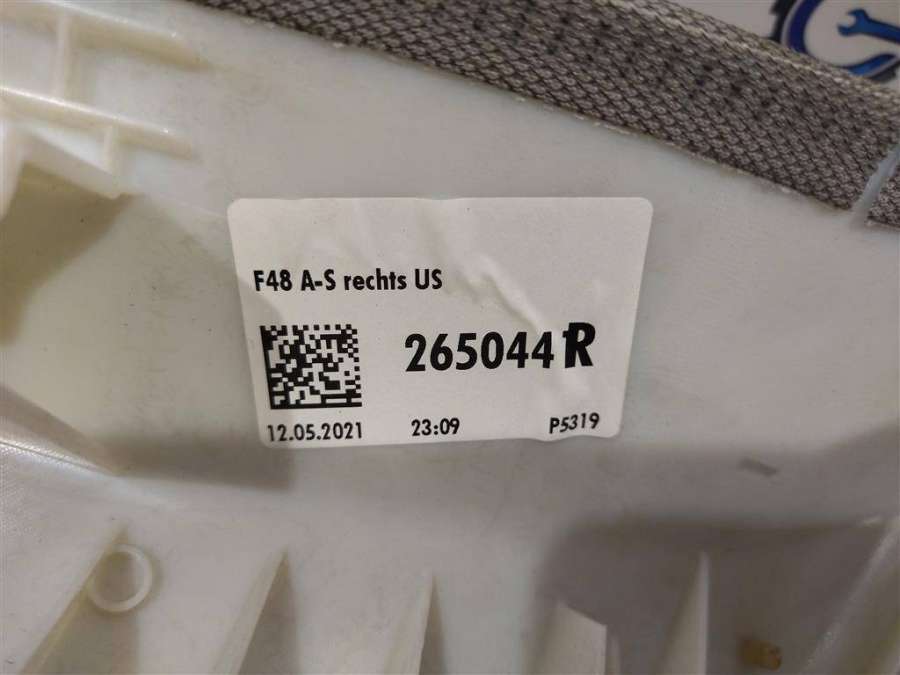 F48 A-S rechts US
265044 R
12.05.2021 23:09 P5319